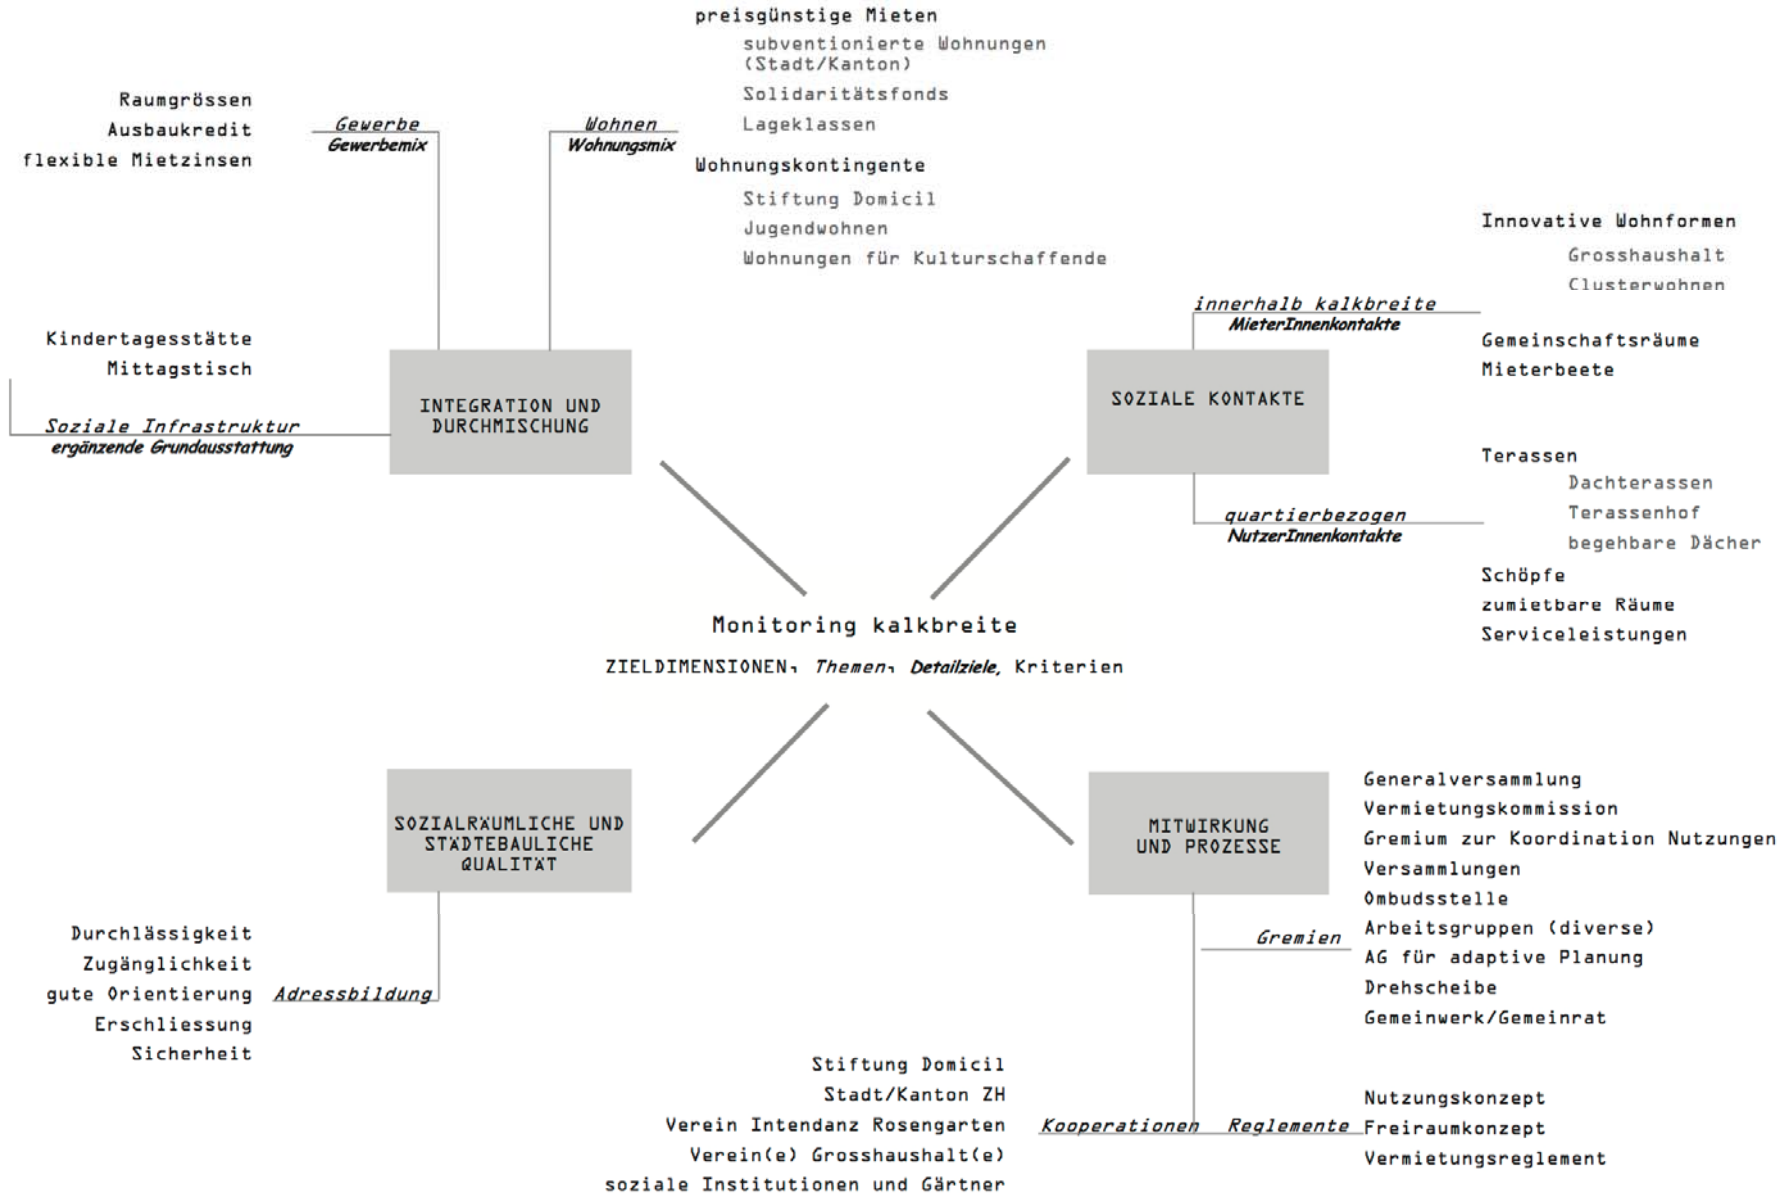 preisgünstige Mieten
subventionierte Wohnungen
(Stadt/Kanton)
Solidaritätsfonds
Lageklassen
Wohnungskontingente
Stiftung Domicil
Jugendwohnen
Wohnungen für Kulturschaffende
Wohnen
Wohnungsmix
Raumgrössen
Ausbaukredit
flexible Mietzinsen
Gewerbe
Gewerbemix
Kindertagesstätte
Mittagstisch
Soziale Infrastruktur
ergänzende Grundausstattung
INTEGRATION UND
DURCHMISCHUNG
Innovative Wohnformen
Grosshaushalt
Clusterwohnen
innerhalb kalkbreite
MieterInnenkontakte
Gemeinschaftsräume
Mieterbeete
SOZIALE KONTAKTE
Terassen
Dachterassen
Terassenhof
begehbare Dächer
quartierbezogen
NutzerInnenkontakte
Schöpfe
zumietbare Räume
Serviceleistungen
Monitoring kalkbreite
ZIELDIMENSIONEN, Themen, Detailziele, Kriterien
SOZIALRÄUMLICHE UND
STÄDTEBAULICHE
QUALITÄT
Durchlässigkeit
Zugänglichkeit
gute Orientierung
Erschliessung
Sicherheit
Adressbildung
MITWIRKUNG
UND PROZESSE
Generalversammlung
Vermietungskommission
Gremium zur Koordination Nutzungen
Versammlungen
Ombudsstelle
Arbeitsgruppen (diverse)
AG für adaptive Planung
Drehscheibe
Gemeinwerk/Gemeinrat
Gremien
Stiftung Domicil
Stadt/Kanton ZH
Verein Intendanz Rosengarten
Verein(e) Grosshaushalt(e)
soziale Institutionen und Gärtner
Kooperationen
Reglemente
Nutzungskonzept
Freiraumkonzept
Vermietungsreglement